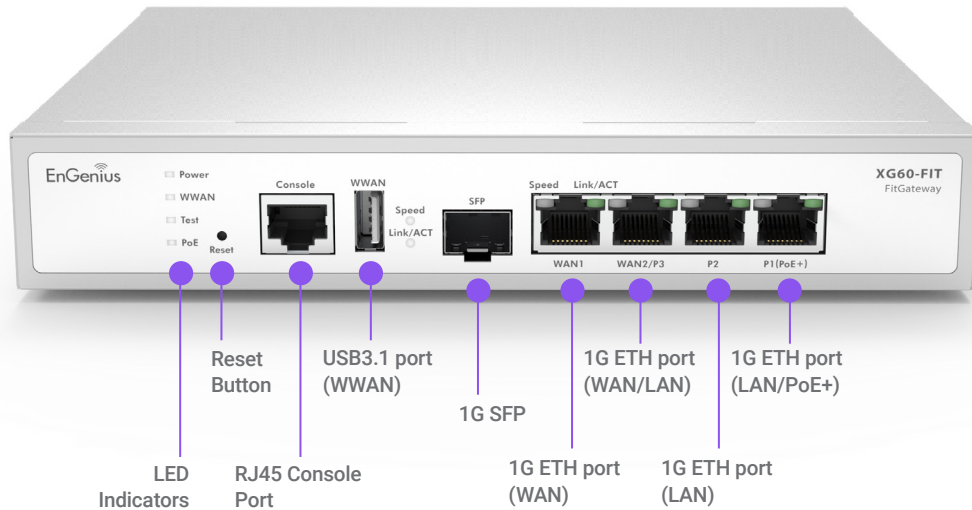 EnGenius
Power
WWAN
Test
PoE
Reset
Console
WWAN
Speed
Link/ACT
SFP
Speed Link/ACT
WAN1 WAN2/P3 P2 P1(PoE+)
XG60-FIT
FitGateway
Reset
Button
USB3.1 port
(WWAN)
1G SFP
1G ETH port
(WAN/LAN)
1G ETH port
(LAN/PoE+)
LED
Indicators
RJ45 Console
Port
1G ETH port
(WAN)
1G ETH port
(LAN)